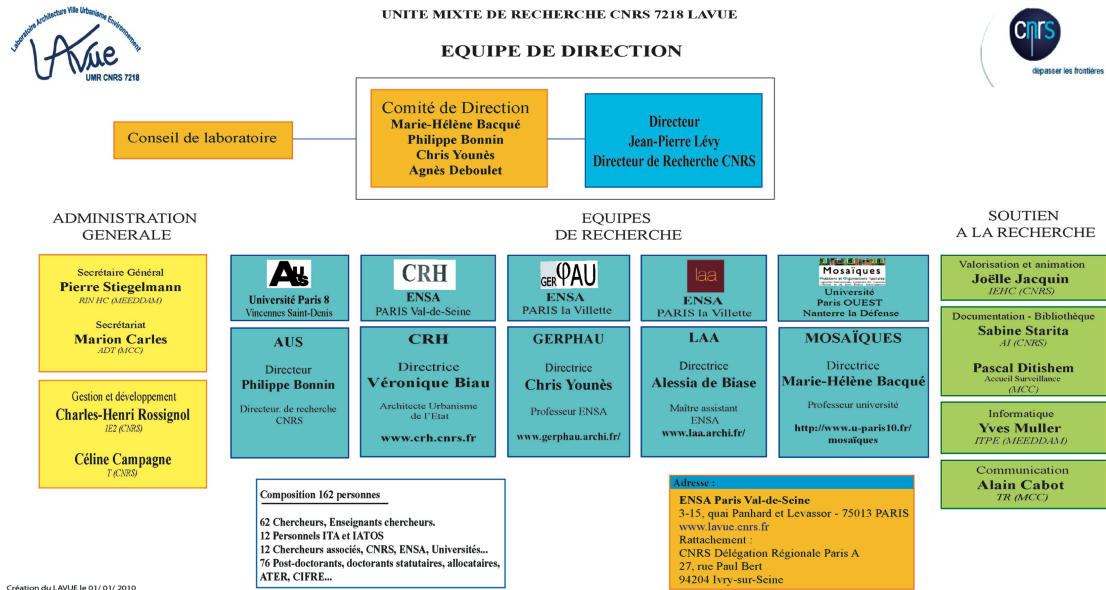 UNITE MIXTE DE RECHERCHE CNRS 7218 LAVUE
EQUIPE DE DIRECTION
Laboratoire Architecture Ville Urbanisme Environnement
LAVue
UMR CNRS 7218
cnrs
dépasser les frontières
Conseil de laboratoire
Comité de Direction
Marie-Hélène Bacqué
Philippe Bonnin
Chris Younès
Agnès Deboulet
Directeur
Jean-Pierre Lévy
Directeur de Recherche CNRS
ADMINISTRATION
GENERALE
Secrétaire Général
Pierre Stiegelmann
RIN HC (MEEDDAM)
Secrétariat
Marion Carles
ADT (MCC)
Gestion et développement
Charles-Henri Rossignol
IE2 (CNRS)
Céline Campagne
T (CNRS)
EQUIPES
DE RECHERCHE
Aus
Université Paris 8
Vincennes Saint-Denis
AUS
Directeur
Philippe Bonnin
Directeur. de recherche
CNRS
CRH
ENSA
PARIS Val-de-Seine
CRH
Directrice
Véronique Biau
Architecte Urbanisme
de l'Etat
www.crh.cnrs.fr
GERφAU
ENSA
PARIS la Villette
GERPHAU
Directrice
Chris Younès
Professeur ENSA
www.gerphau.archi.fr/
laa
ENSA
PARIS la Villette
LAA
Directrice
Alessia de Biase
Maître assistant
ENSA
www.laa.archi.fr/
Mosaïques
Université
Paris OUEST
Nanterre la Défense
MOSAÏQUES
Directrice
Marie-Hélène Bacqué
Professeur université
http://www.u-paris10.fr/
mosaïques
SOUTIEN
A LA RECHERCHE
Valorisation et animation
Joëlle Jacquin
IEHC (CNRS)
Documentation - Bibliothèque
Sabine Starita
AI (CNRS)
Pascal Ditishem
Accueil Surveillance
(MCC)
Informatique
Yves Muller
ITPE (MEEDDAM)
Communication
Alain Cabot
TR (MCC)
Composition 162 personnes
62 Chercheurs, Enseignants chercheurs.
12 Personnels ITA et IATOS
12 Chercheurs associés, CNRS, ENSA, Universités...
76 Post-doctorants, doctorants statutaires, allocataires,
ATER, CIFRE...
Adresse :
ENSA Paris Val-de-Seine
3-15, quai Panhard et Levassor - 75013 PARIS
www.lavue.cnrs.fr
Rattachement :
CNRS Délégation Régionale Paris A
27, rue Paul Bert
94204 Ivry-sur-Seine
Création du LAVUE le 01/ 01/ 2010